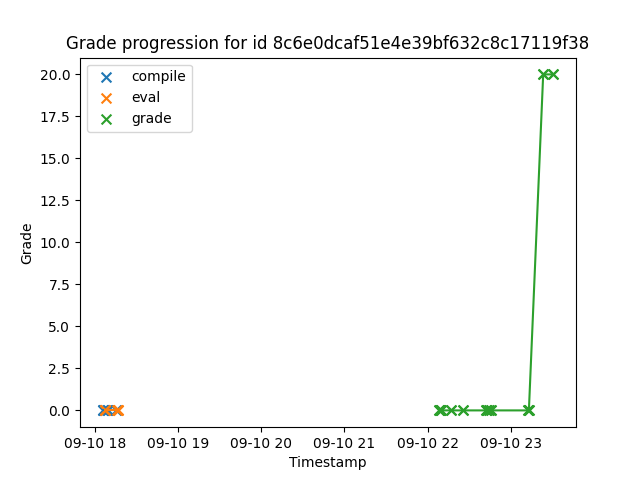 Grade progression for id 8c6e0dcaf51e4e39bf632c8c17119f38
compile
eval
grade
20.0
17.5
15.0
12.5
10.0
7.5
5.0
2.5
0.0
Grade
09-10 18
09-10 19
09-10 20
09-10 21
09-10 22
09-10 23
Timestamp